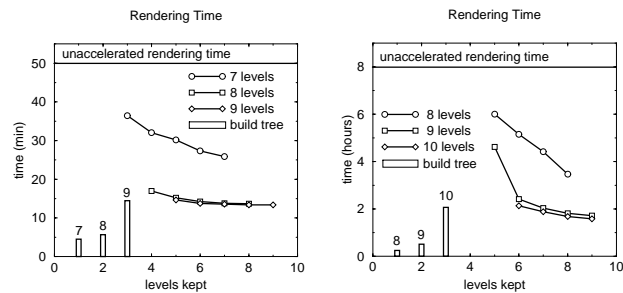 Rendering Time
unaccelerated rendering time
7 levels
8 levels
9 levels
build tree
time (min)
60
50
40
30
20
10
0
7
8
9
0 2 4 6 8 10
levels kept
Rendering Time
unaccelerated rendering time
8 levels
9 levels
10 levels
build tree
time (hours)
8
6
4
2
0
8
9
10
0 2 4 6 8 10
levels kept